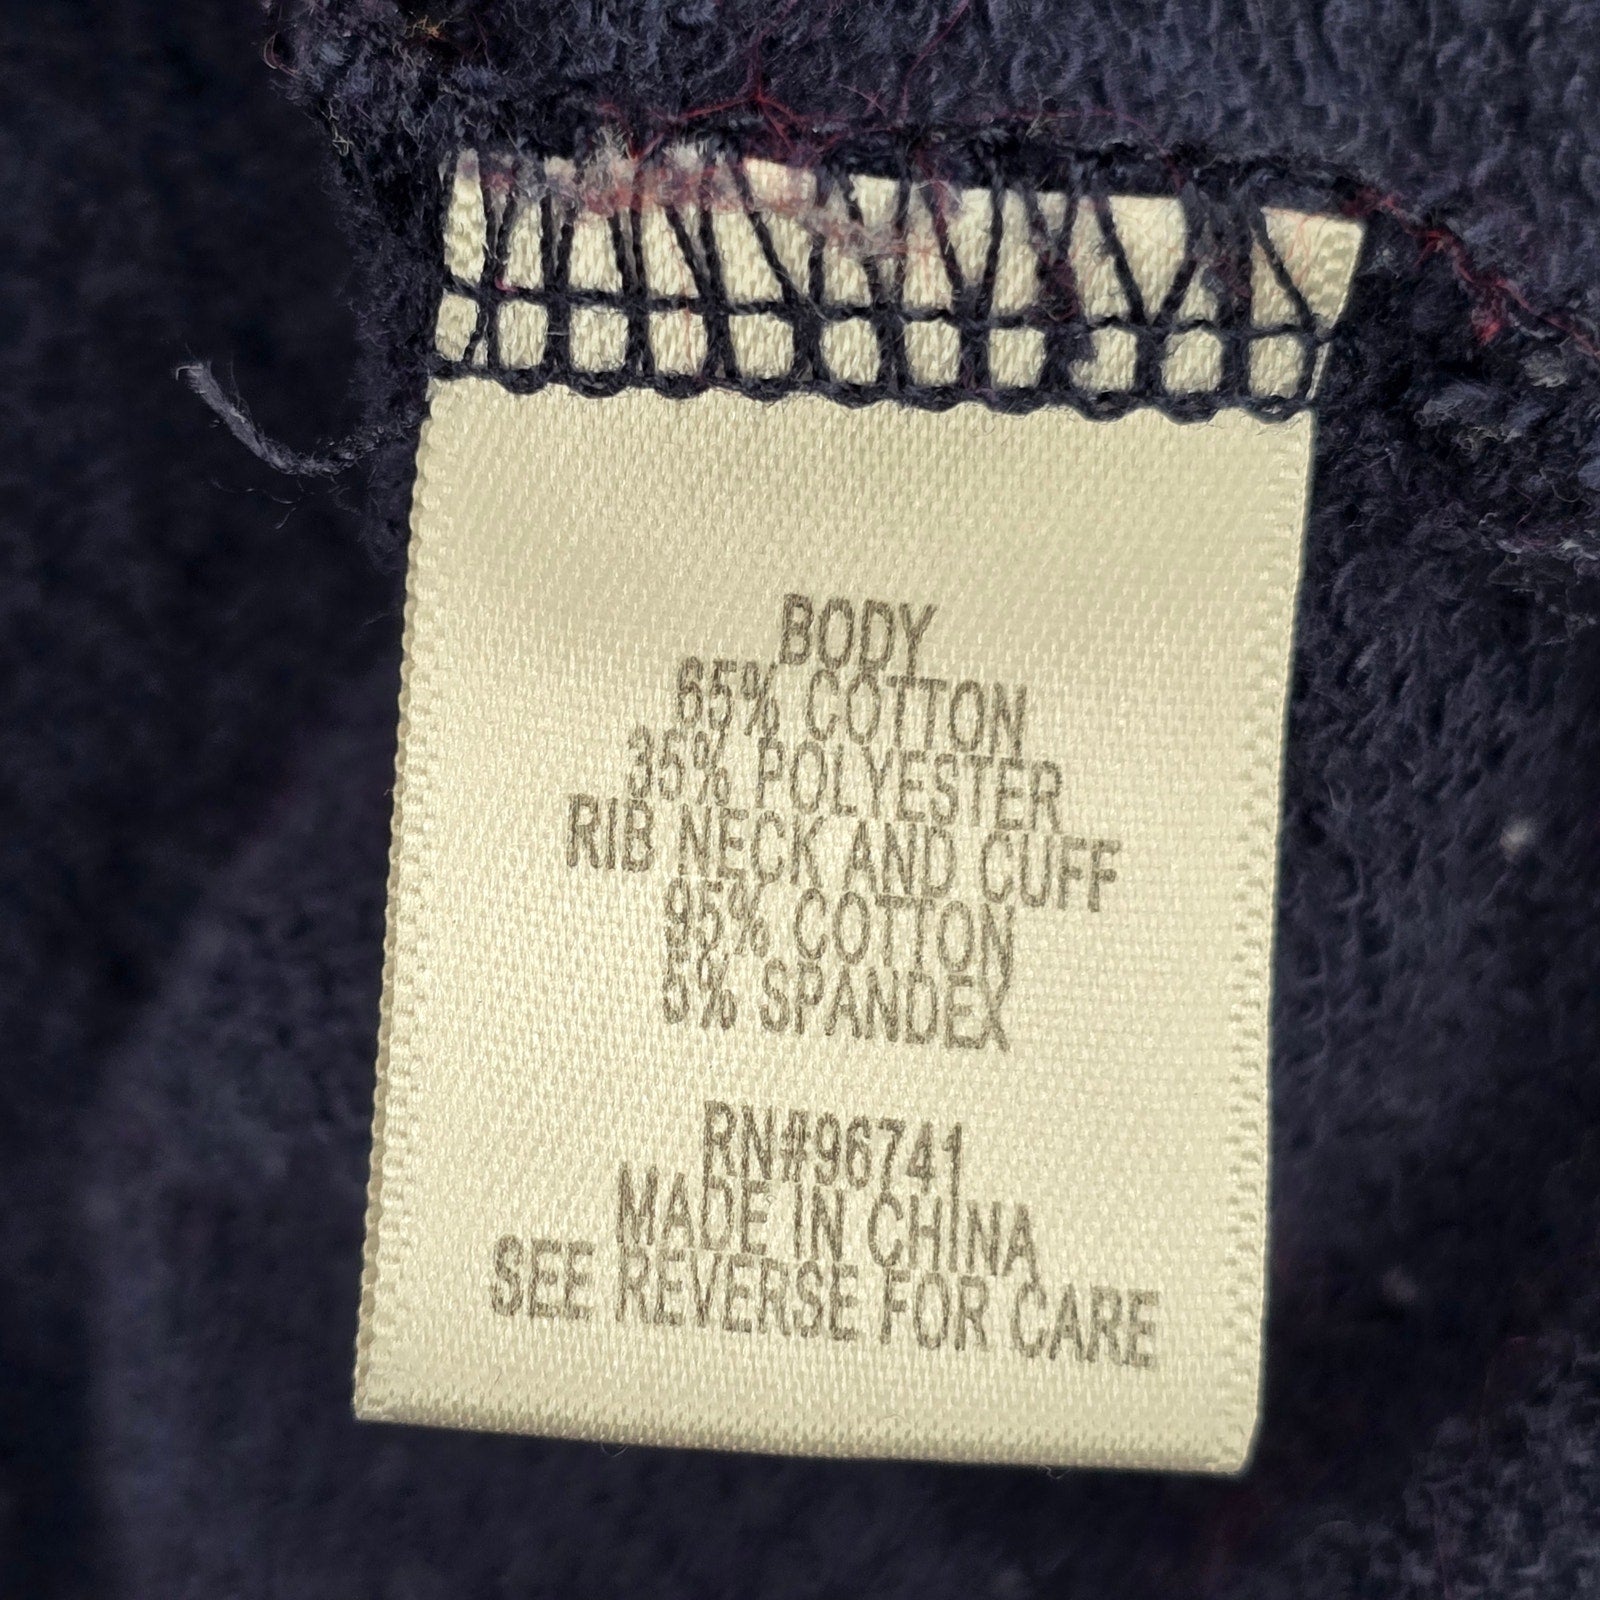 BODY
65% COTTON
35% POLYESTER
RIB NECK AND CUFF
95% COTTON
5% SPANDEX
RN#96741
MADE IN CHINA
SEE REVERSE FOR CARE